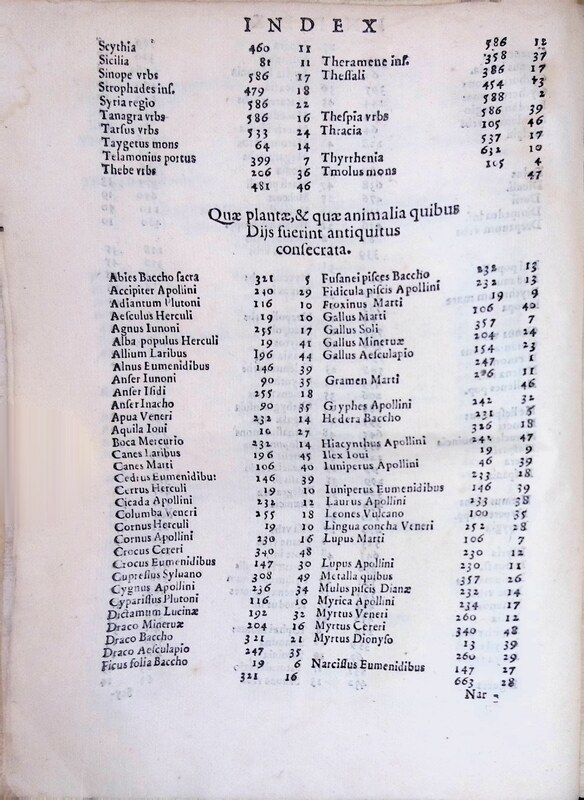 INDEX
Scythia 460 11
Sicilia 81 11
Sinope vrbs 586 17
Strophades inſ. 479 18
Syria regio 586 22
Tanagra vrbs 586 16
Tarſus vrbs 533 24
Taygetus mons 64 14
Telamonius portus 399 7
Thebe vrbs 206 36
481 46
586 12
Theramene inſ. 358 37
Theſſali 386 17
454 43
588 2
Theſpia vrbs 586 39
Thracia 105 46
537 17
Thyrrhenia 632 10
Tmolus mons 105 4
47
Quæ plantæ, & quæ animalia quibus
Dijs fuerint antiquitus
conſecrata.
Abies Baccho ſacra 321 5
Accipiter Apollini 240 29
Adiantum Plutoni 116 10
Aeſculus Herculi 19 10
Agnus Iunoni 255 17
Alba populus Herculi 19 41
Allium Laribus 196 44
Alnus Eumenidibus 146 39
Anſer Iunoni 90 35
Anſer Iſidi 255 18
Anſer Inacho 90 35
Apua Veneri 232 14
Aquila Ioui 10 27
Boca Mercurio 232 14
Canes Laribus 196 45
Canes Marti 106 40
Cedrus Eumenidibus 146 39
Cerrus Herculi 19 10
Cicada Apollini 232 12
Columba Veneri 255 18
Cornus Herculi 19 10
Cornus Apollini 230 16
Crocus Cereri 340 48
Crocus Eumenidibus 147 30
Cupreſſus Syluano 308 49
Cygnus Apollini 236 34
Cypariſſus Plutoni 116 10
Dictamum Lucinæ 192 32
Draco Mineruæ 204 16
Draco Baccho 321 21
Draco Aeſculapio 247 35
Ficus folia Baccho 19 6
321 16
Fuſanei piſces Baccho 232 13
Fidicula piſcis Apollini 232 13
Froxinus Marti 19 9
Gallus Marti 106 40
Gallus Soli 357 7
Gallus Mineruæ 204 24
Gallus Aeſculapio 154 23
247 1
Gramen Marti 206 11
46
Gryphes Apollini 242 32
Hedera Baccho 231 5
326 18
Hiacynthus Apollini 242 47
Ilex Ioui 19 9
Iuniperus Apollini 46 39
233 28
Iuniperus Eumenidibus 146 39
Laurus Apollini 233 38
Leones Vulcano 100 35
Lingua concha Veneri 252 28
Lupus Marti 106 7
230 12
Lupus Apollini 230 11
Metalla quibus 357 26
Mulus piſcis Dianæ 232 14
Myrica Apollini 234 17
Myrtus Veneri 260 12
Myrtus Cereri 340 48
Myrtus Dionyſo 13 39
260 29
Narciſſus Eumenidibus 147 27
663 28
Nar